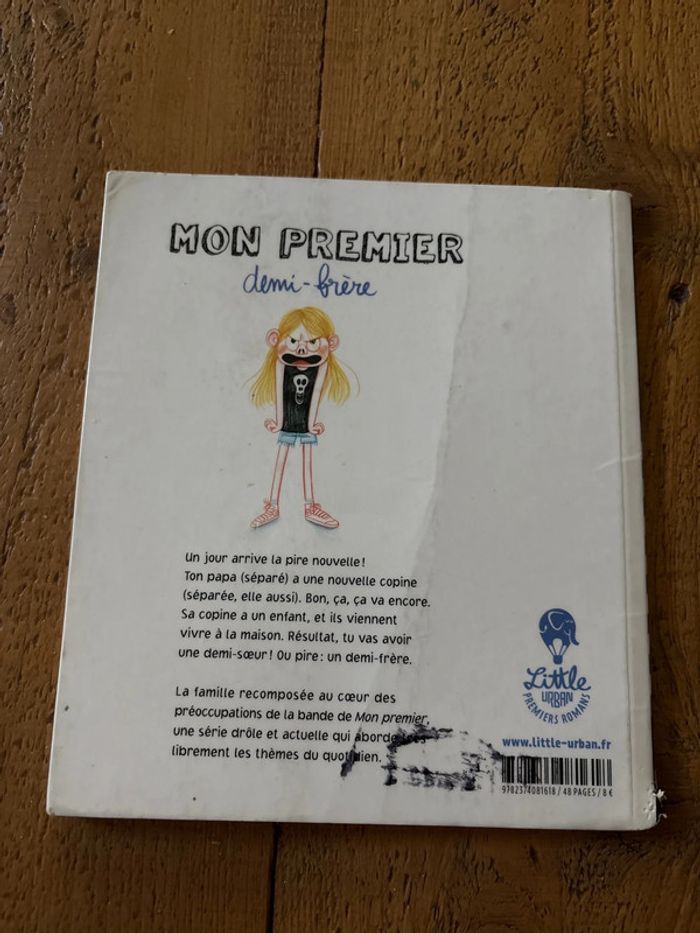 MON PREMIER
demi-frère
Un jour arrive la pire nouvelle !
Ton papa (séparé) a une nouvelle copine
(séparée, elle aussi). Bon, ça, ça va encore.
Sa copine a un enfant, et ils viennent
vivre à la maison. Résultat, tu vas avoir
une demi-sœur ! Ou pire : un demi-frère.
La famille recomposée au cœur des
préoccupations de la bande de Mon premier,
une série drôle et actuelle qui aborde
librement les thèmes du quotidien.
Little
URBAN
PREMIERS ROMANS
www.little-urban.fr
9782374081618 / 48 PAGES / 8 €